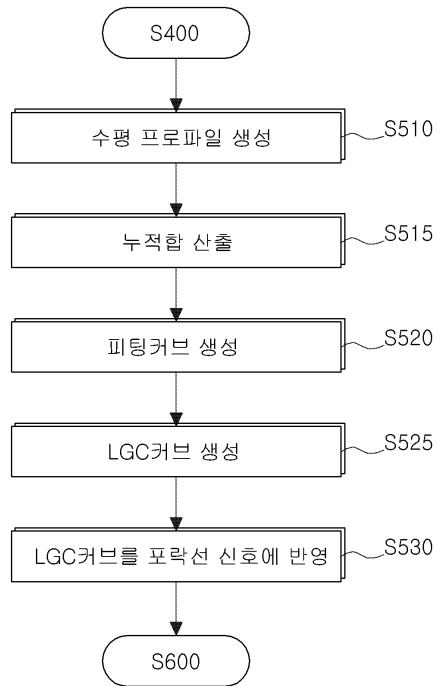 S400
수평 프로파일 생성
S510
누적합 산출
S515
피팅커브 생성
S520
LGC커브 생성
S525
LGC커브를 포락선 신호에 반영
S530
S600